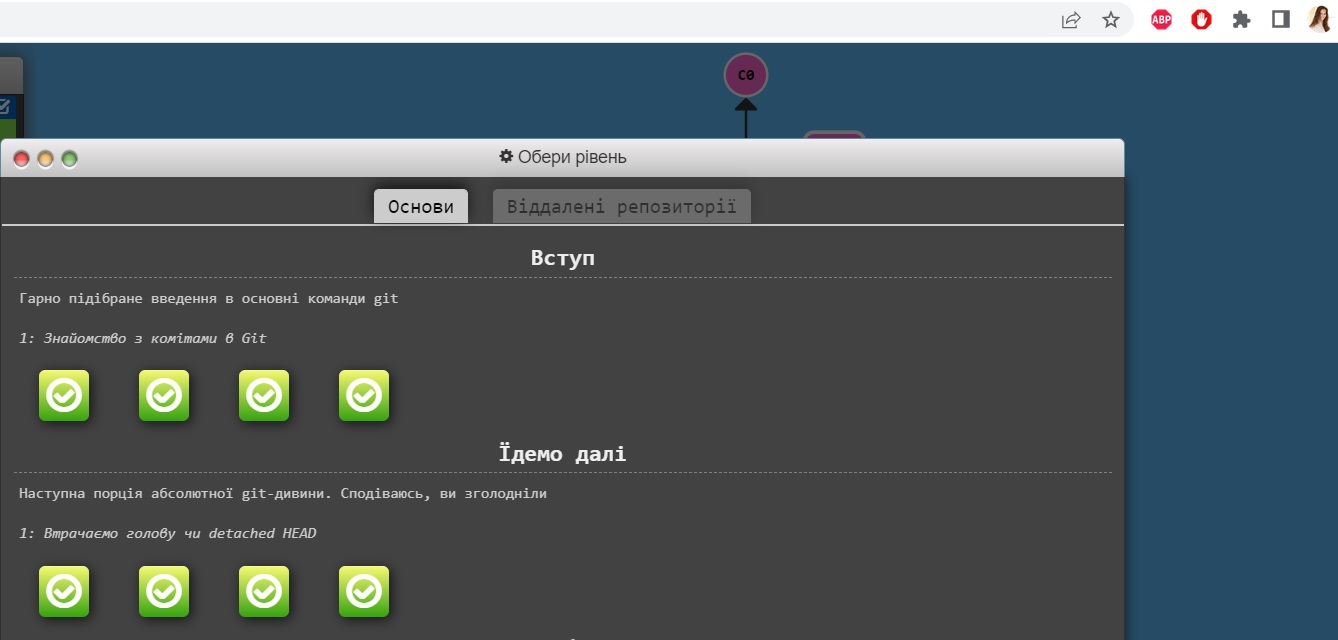 ABP
C0
Обери рівень
Основи
Віддалені репозиторії
Вступ
Гарно підібране введення в основні команди git
1: Знайомство з комітами в Git
Їдемо далі
Наступна порція абсолютної git-дивини. Сподіваюсь, ви зголодніли
1: Втрачаємо голову чи detached HEAD